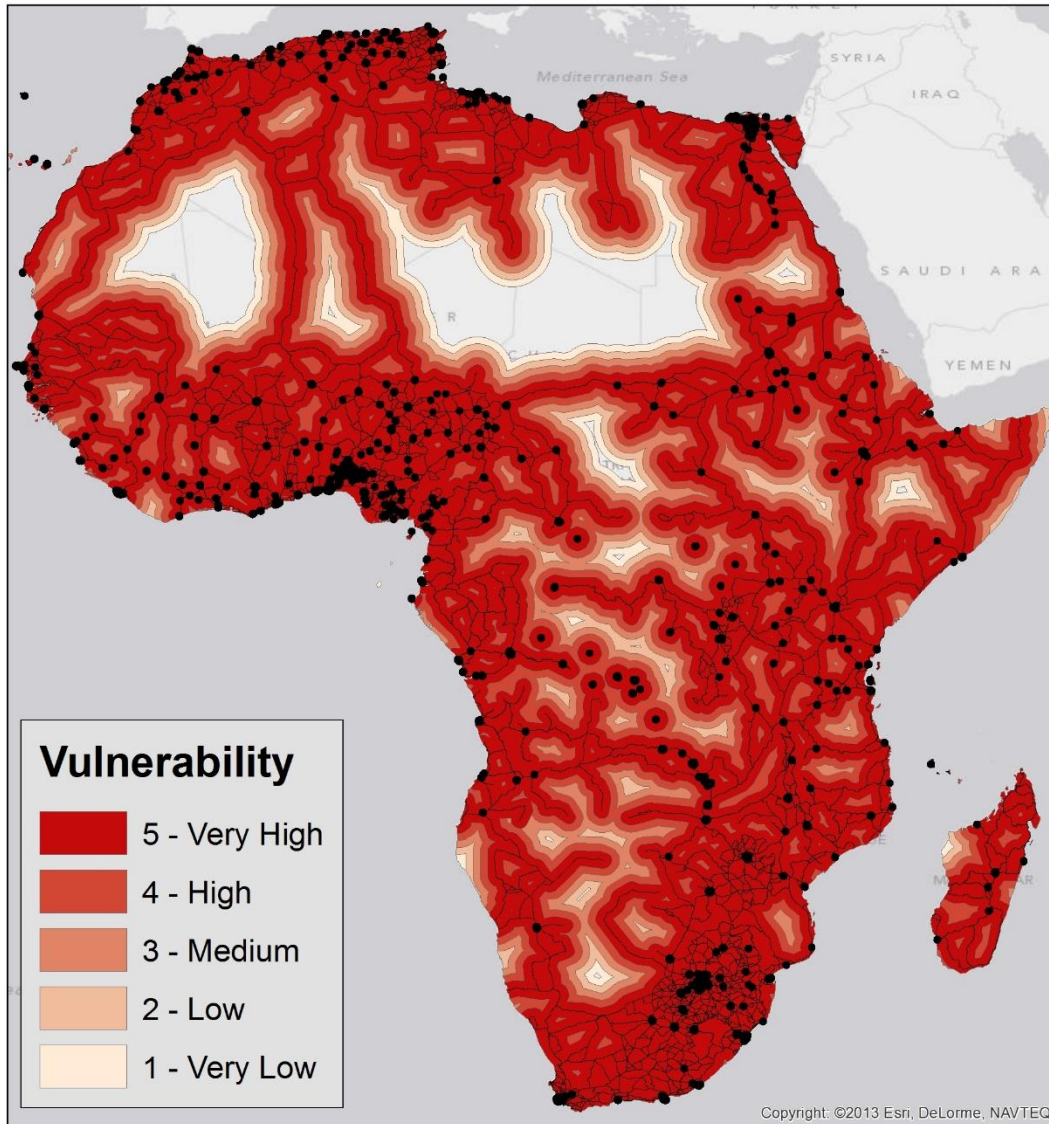 SYRIA
Mediterranean Sea
IRAQ
SAUDI ARA
YEMEN
Vulnerability
5 - Very High
4 - High
3 - Medium
2 - Low
1 - Very Low
Copyright: ©2013 Esri, DeLorme, NAVTEQ